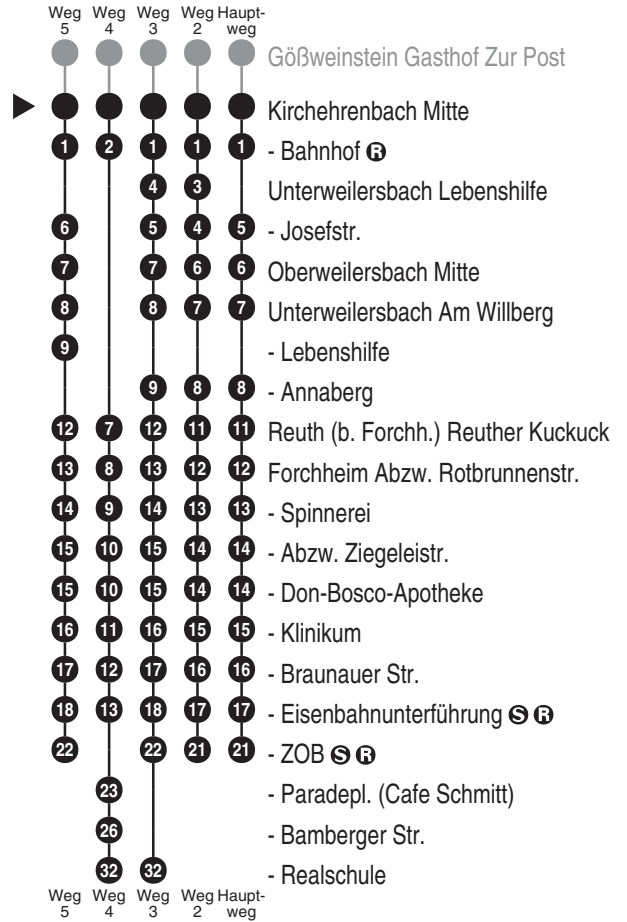 Weg Weg Weg Weg Haupt-
5 4 3 2 weg
Gößweinstein Gasthof Zur Post
Kirchehrenbach Mitte
1 2 1 1 1 - Bahnhof R
4 3 Unterweilersbach Lebenshilfe
6 5 4 5 - Josefstr.
7 7 6 6 Oberweilersbach Mitte
8 8 7 7 Unterweilersbach Am Willberg
9 - Lebenshilfe
9 8 8 - Annaberg
12 7 12 11 11 Reuth (b. Forchh.) Reuther Kuckuck
13 8 13 12 12 Forchheim Abzw. Rotbrunnenstr.
14 9 14 13 13 - Spinnerei
15 10 15 14 14 - Abzw. Ziegeleistr.
15 10 15 14 14 - Don-Bosco-Apotheke
16 11 16 15 15 - Klinikum
17 12 17 16 16 - Braunauer Str.
18 13 18 17 17 - Eisenbahnunterführung S R
22 22 21 21 - ZOB S R
23 - Paradepl. (Cafe Schmitt)
26 - Bamberger Str.
32 32 - Realschule
Weg Weg Weg Weg Haupt-
5 4 3 2 weg